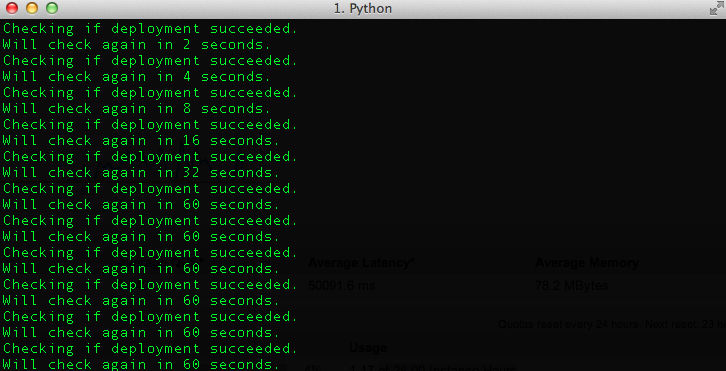 1. Python
Checking if deployment succeeded.
Will check again in 2 seconds.
Checking if deployment succeeded.
Will check again in 4 seconds.
Checking if deployment succeeded.
Will check again in 8 seconds.
Checking if deployment succeeded.
Will check again in 16 seconds.
Checking if deployment succeeded.
Will check again in 32 seconds.
Checking if deployment succeeded.
Will check again in 60 seconds.
Checking if deployment succeeded.
Will check again in 60 seconds.
Checking if deployment succeeded.
Will check again in 60 seconds.
Checking if deployment succeeded.
Will check again in 60 seconds.
Checking if deployment succeeded.
Will check again in 60 seconds.
Checking if deployment succeeded.
Will check again in 60 seconds.
Average Latency* Average Memory
50091.6 ms 78.2 MBytes
Quotas reset every 24 hours. Next reset: 23
Usage